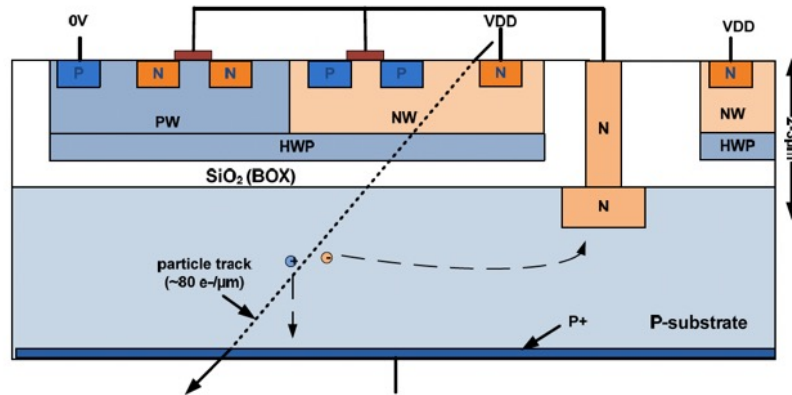 0V
VDD
VDD
P
N
N
P
P
N
N
N
PW
NW
NW
HWP
HWP
SiO₂ (BOX)
N
particle track
(~80 e-/µm)
P+
P-substrate